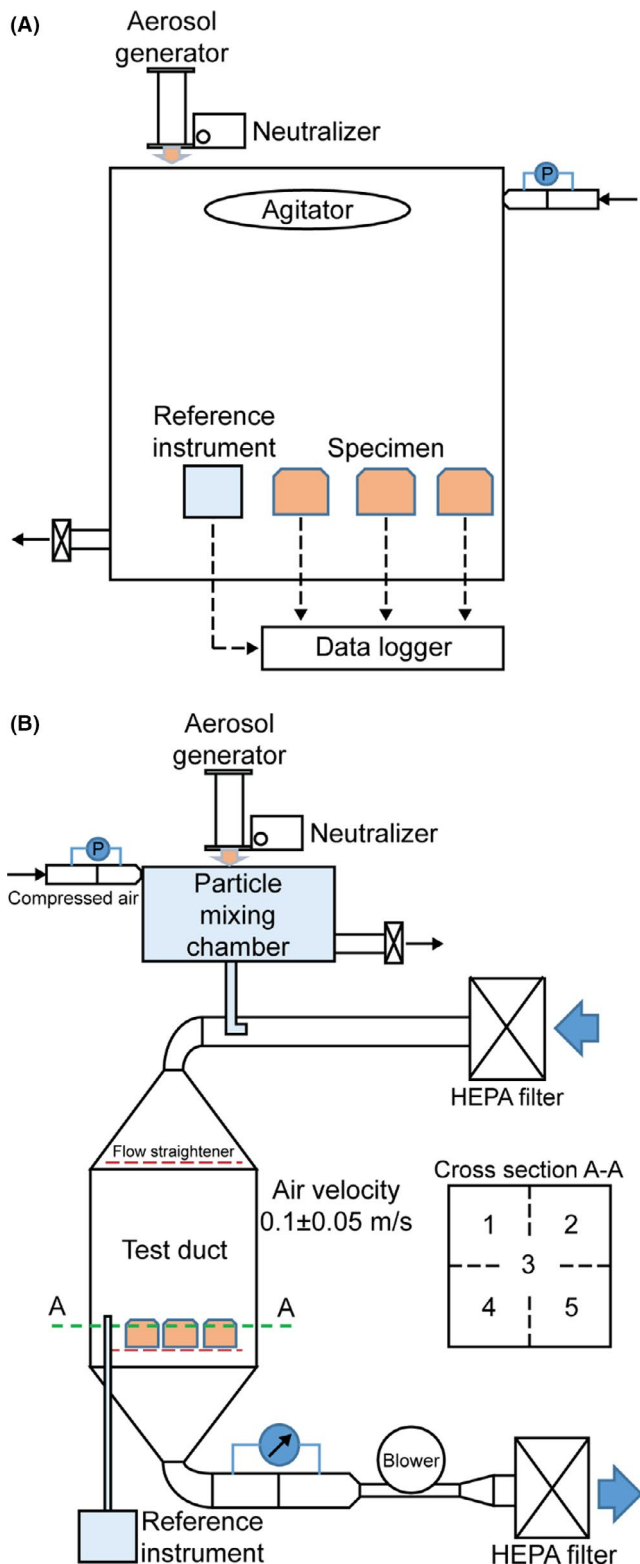 (A)
Aerosol
generator
Neutralizer
P
Agitator
Reference
instrument
Specimen
Data logger
(B)
Aerosol
generator
Neutralizer
P
Compressed air
Particle
mixing
chamber
HEPA filter
Flow straightener
Air velocity
0.1±0.05 m/s
Cross section A-A
Test duct
1 2
3
4 5
A A
Blower
Reference
instrument
HEPA filter